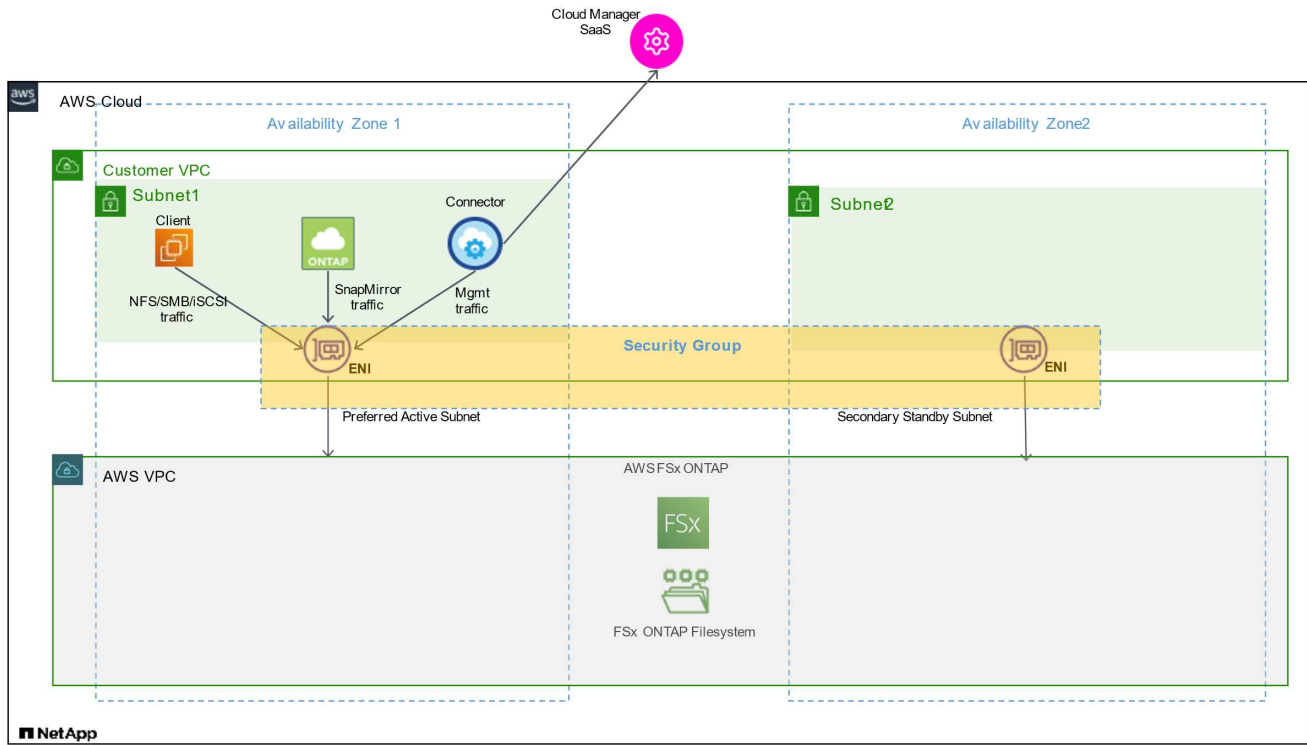 Cloud Manager
SaaS
aws
AWS Cloud
Availability Zone 1
Availability Zone2
Customer VPC
Subnet1
Subnet2
Client
Connector
ONTAP
NFS/SMB/iSCSI
traffic
SnapMirror
traffic
Mgmt
traffic
Security Group
ENI
ENI
Preferred Active Subnet
Secondary Standby Subnet
AWS VPC
AWS FSx ONTAP
FSx
FSx ONTAP Filesystem
NetApp